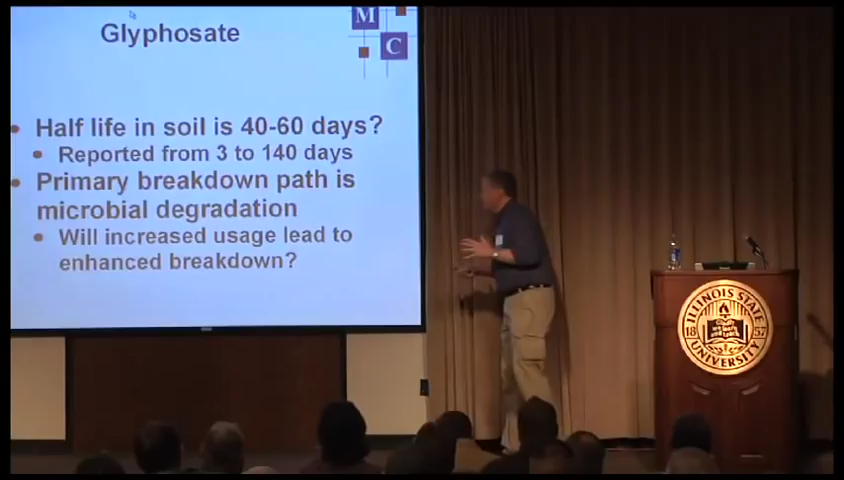 Glyphosate
M
C
Half life in soil is 40-60 days?
Reported from 3 to 140 days
Primary breakdown path is
microbial degradation
Will increased usage lead to
enhanced breakdown?
ILLINOIS STATE
18 57
UNIVERSITY